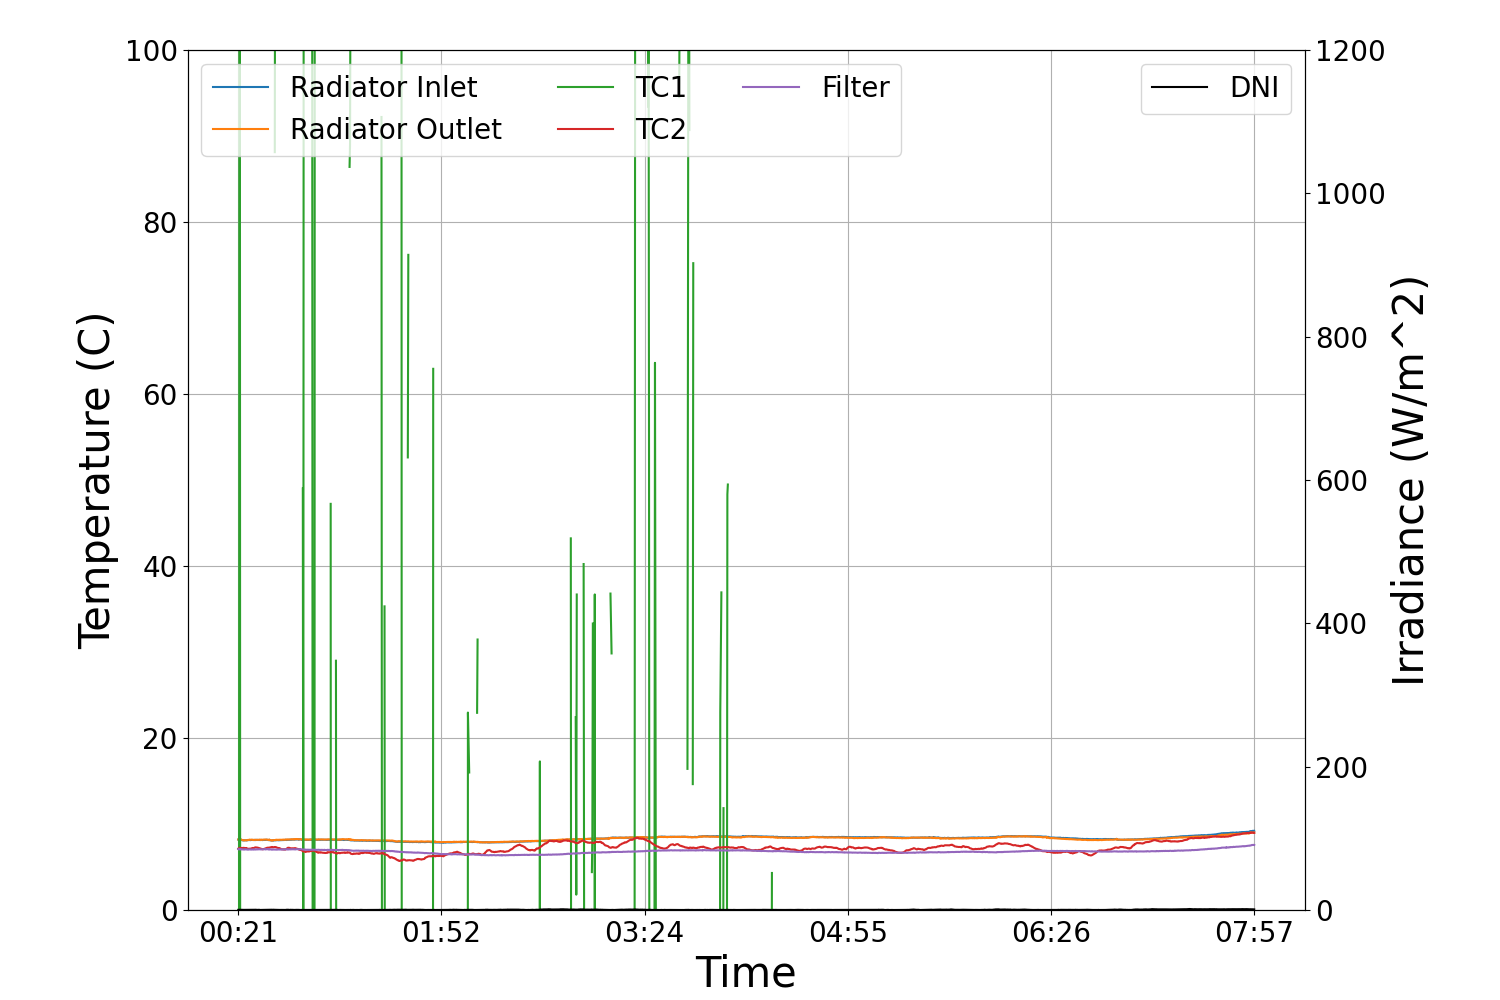 100
80
60
40
20
0
Temperature (C)
Radiator Inlet
Radiator Outlet
TC1
TC2
Filter
DNI
1200
1000
800
600
400
200
0
Irradiance (W/m^2)
00:21 01:52 03:24 04:55 06:26 07:57
Time